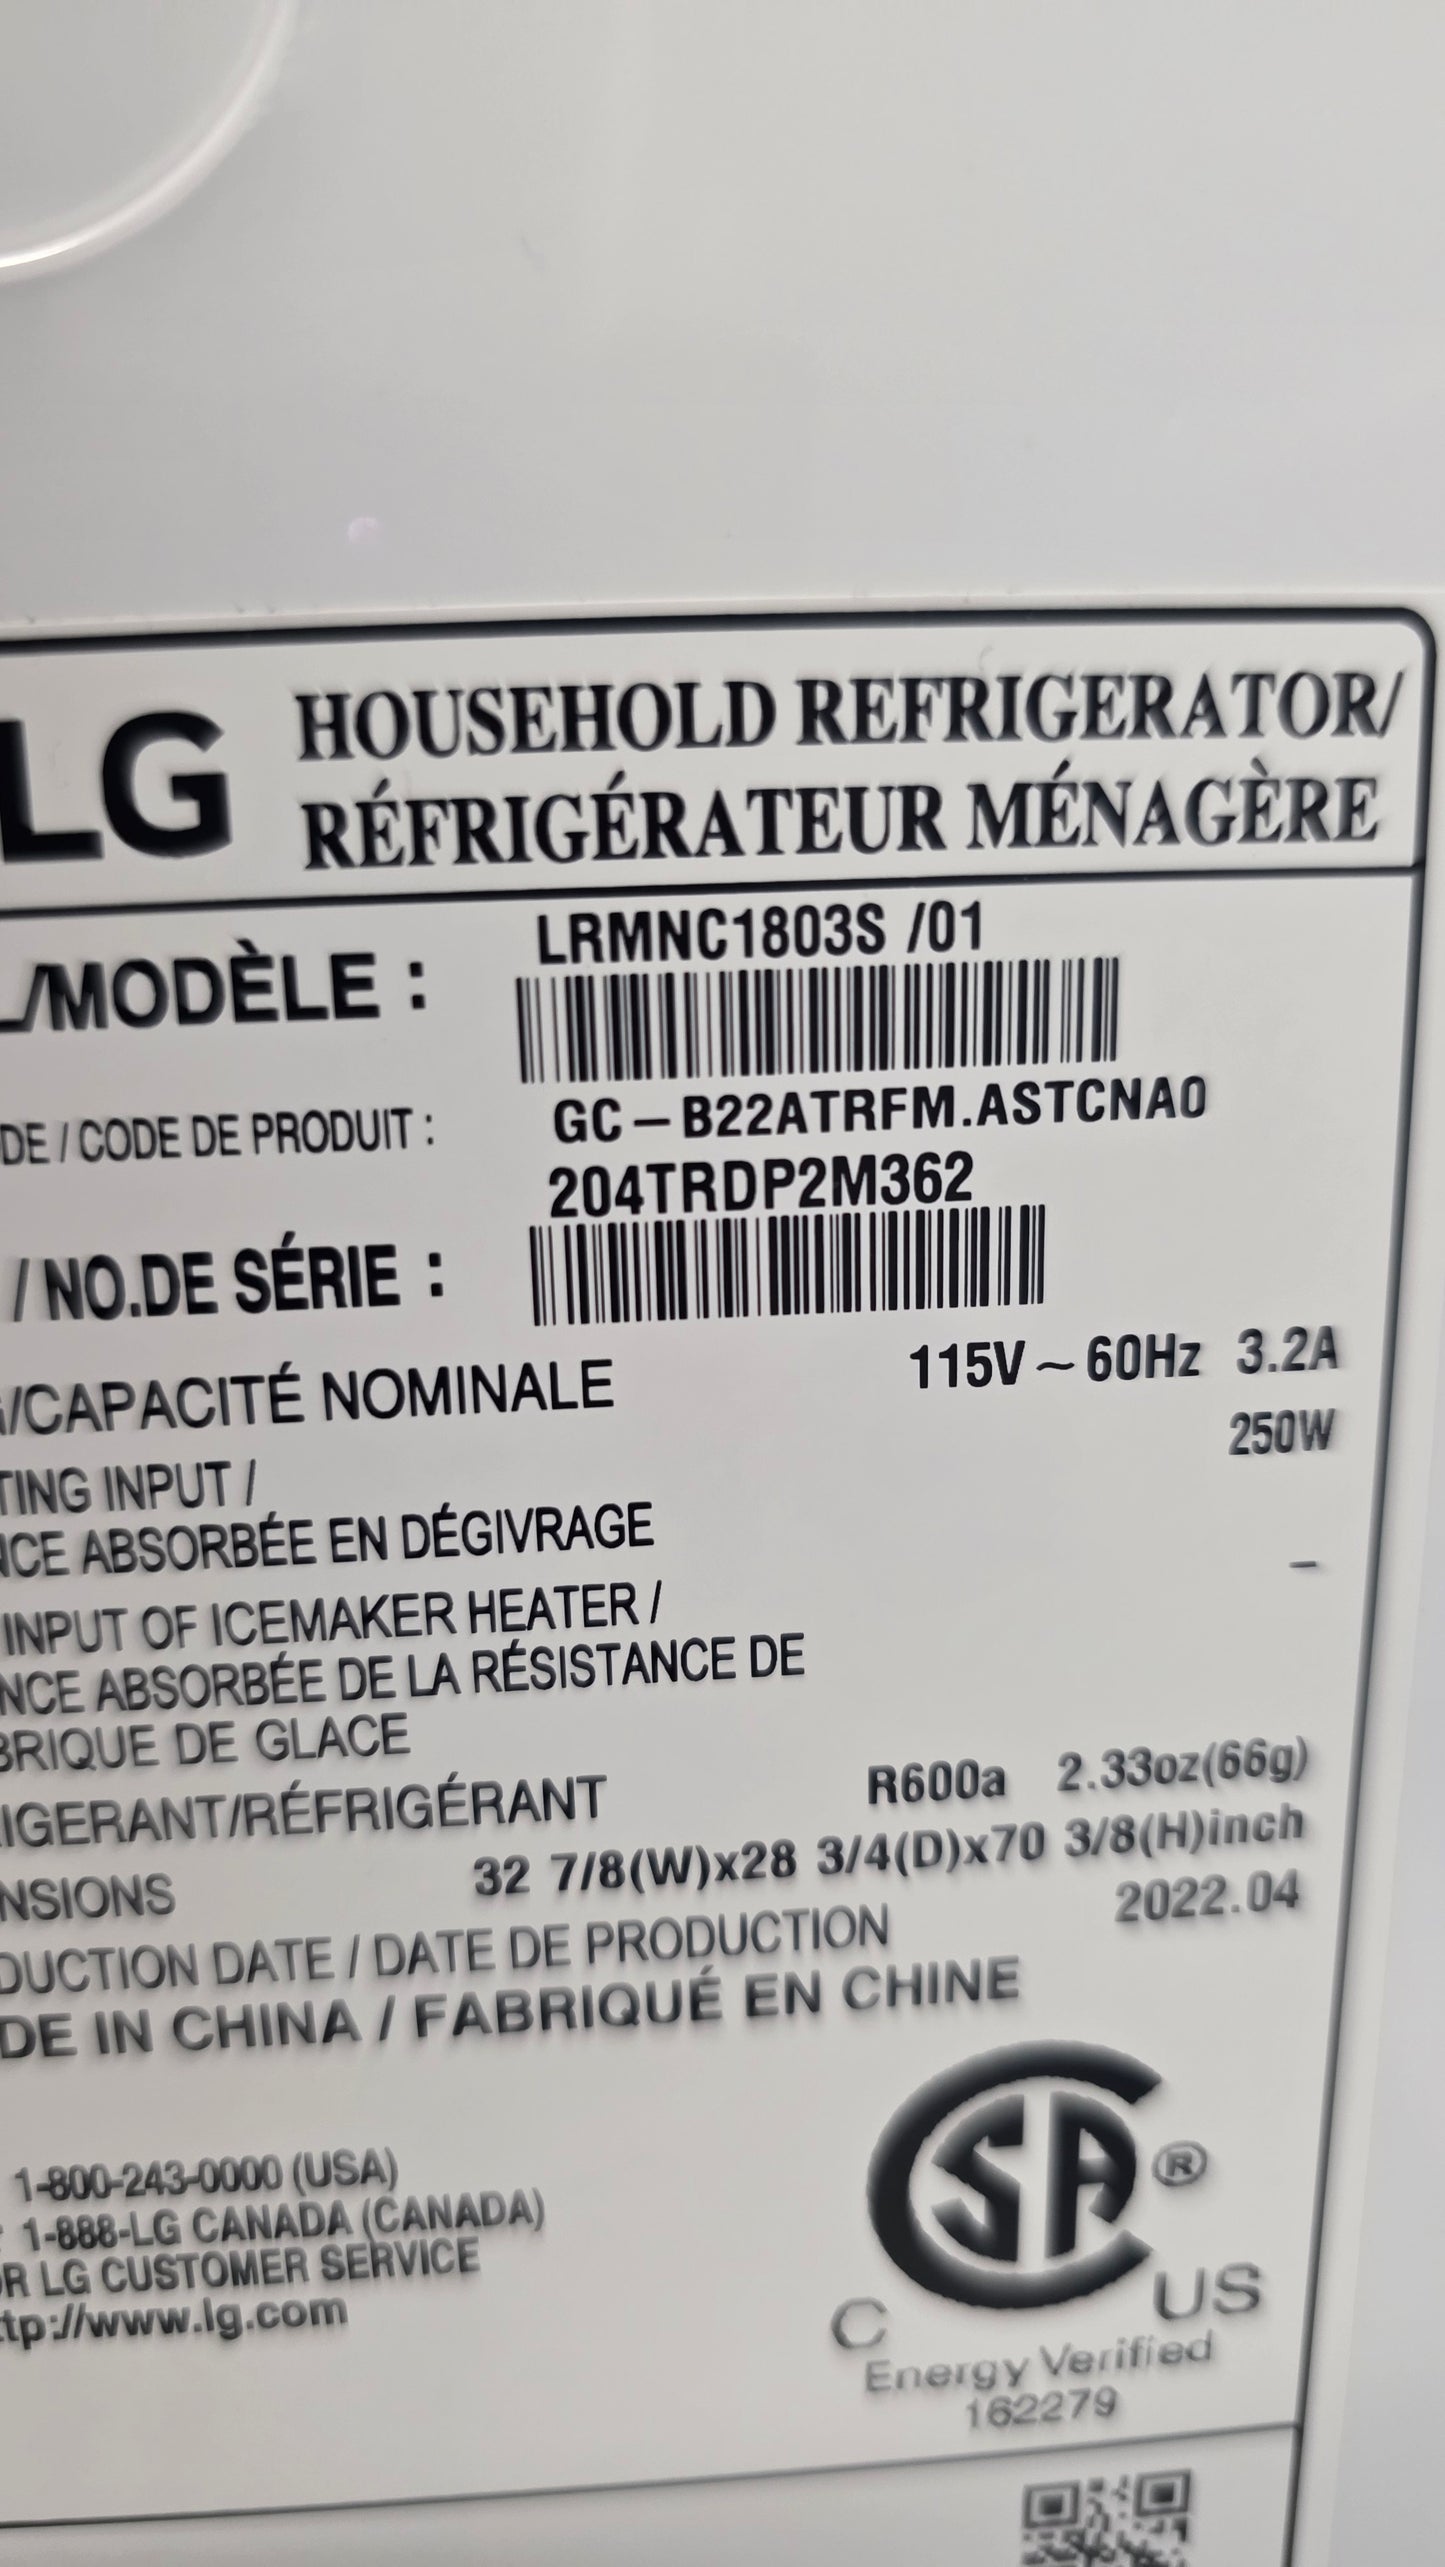 LG HOUSEHOLD REFRIGERATOR/
RÉFRIGÉRATEUR MÉNAGÈRE
/MODÈLE : LRMNC1803S /01
DE / CODE DE PRODUIT : GC-B22ATRFM.ASTCNA0
204TRDP2M362
/ NO.DE SÉRIE :
/CAPACITÉ NOMINALE 115V ~ 60Hz 3.2A
250W
TING INPUT /
NCE ABSORBÉE EN DÉGIVRAGE
-
INPUT OF ICEMAKER HEATER /
NCE ABSORBÉE DE LA RÉSISTANCE DE
BRIQUE DE GLACE
IGERANT/RÉFRIGÉRANT R600a 2.33oz(66g)
NSIONS 32 7/8(W)x28 3/4(D)x70 3/8(H)inch
DUCTION DATE / DATE DE PRODUCTION 2022.04
DE IN CHINA / FABRIQUÉ EN CHINE
1-800-243-0000 (USA)
1-888-LG CANADA (CANADA)
OR LG CUSTOMER SERVICE
ttp://www.lg.com
CSA ®
C US
Energy Verified
162279